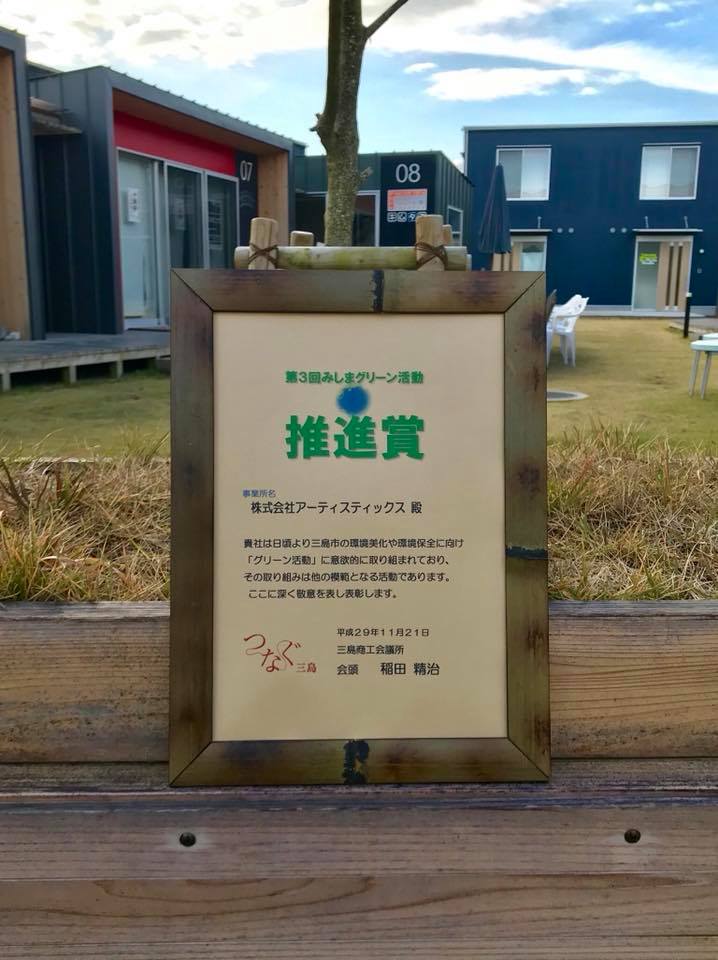 07
08
第3回みしまグリーン活動
推進賞
事業所名
株式会社アーティスティックス 殿
貴社は日頃より三島市の環境美化や環境保全に向け
「グリーン活動」に意欲的に取り組まれており、
その取り組みは他の模範となる活動であります。
ここに深く敬意を表し表彰します。
つなぐ三島
平成29年11月21日
三島商工会議所
会頭 稲田 精治